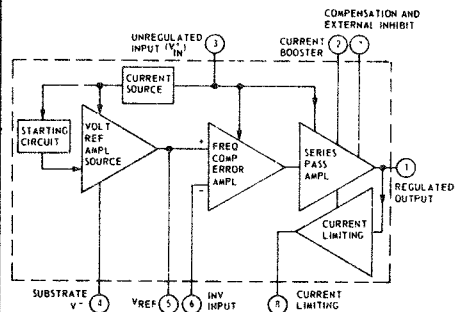 COMPENSATION AND
EXTERNAL INHIBIT
UNREGULATED
INPUT (V+IN)
3
CURRENT
BOOSTER
2
7
CURRENT
SOURCE
STARTING
CIRCUIT
VOLT
REF
AMPL
SOURCE
+
FREQ
COMP
ERROR
AMPL
-
SERIES
PASS
AMPL
1
REGULATED
OUTPUT
CURRENT
LIMITING
SUBSTRATE
V-
4
VREF
5
6
INV
INPUT
8
CURRENT
LIMITING